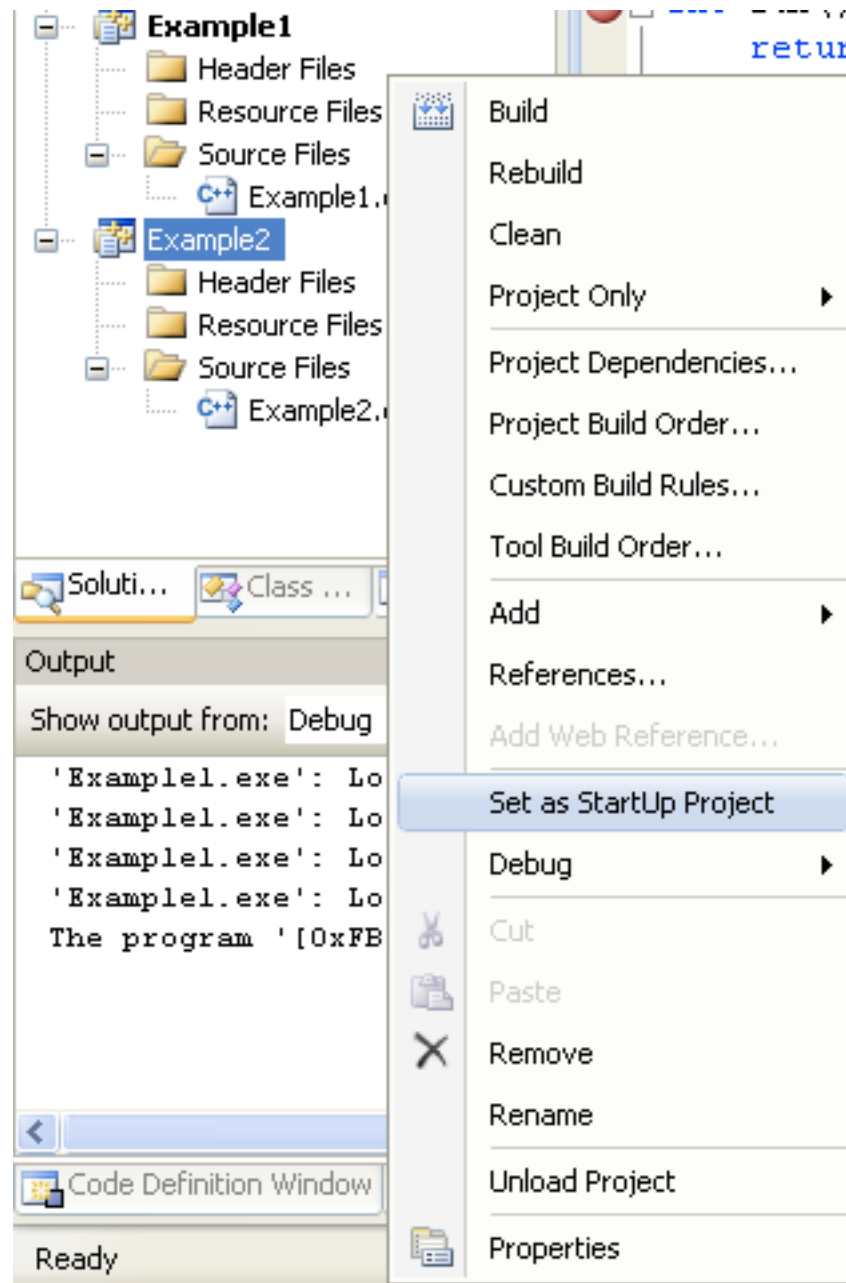 Example1
Header Files
Resource Files
Source Files
Example1.
Example2
Header Files
Resource Files
Source Files
Example2.
retur
Build
Rebuild
Clean
Project Only
Project Dependencies...
Project Build Order...
Custom Build Rules...
Tool Build Order...
Add
References...
Add Web Reference...
Set as StartUp Project
Debug
Cut
Paste
Remove
Rename
Unload Project
Properties
Soluti...
Class ...
Output
Show output from: Debug
'Example1.exe': Lo
'Example1.exe': Lo
'Example1.exe': Lo
'Example1.exe': Lo
The program '[0xFB
Code Definition Window
Ready